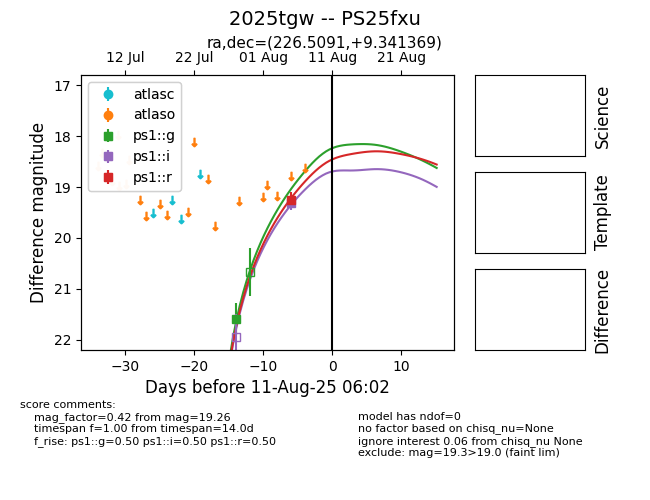 2025tgw -- PS25fxu
ra,dec=(226.5091,+9.341369)
12 Jul 22 Jul 01 Aug 11 Aug 21 Aug
17
18
19
20
21
22
Difference magnitude
atlasc
atlaso
ps1::g
ps1::i
ps1::r
−30 −20 −10 0 10
Days before 11-Aug-25 06:02
Science
Template
Difference
score comments:
mag_factor=0.42 from mag=19.26
timespan f=1.00 from timespan=14.0d
f_rise: ps1::g=0.50 ps1::i=0.50 ps1::r=0.50
model has ndof=0
no factor based on chisq_nu=None
ignore interest 0.06 from chisq_nu None
exclude: mag=19.3>19.0 (faint lim)